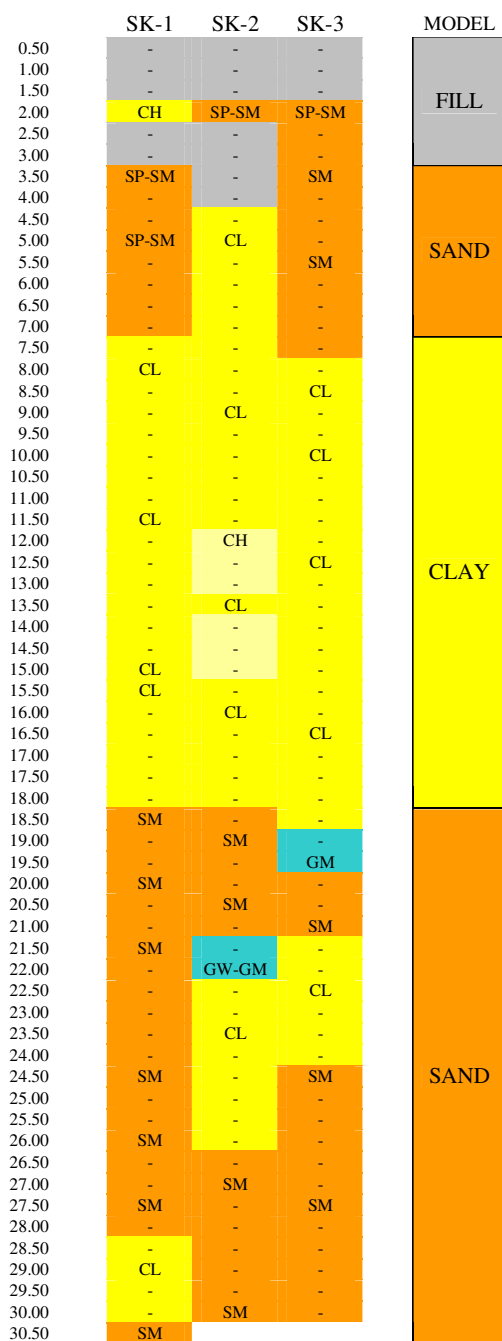 SK-1 SK-2 SK-3 MODEL
0.50 - - -
1.00 - - -
1.50 - - -
FILL
2.00 CH SP-SM SP-SM
2.50 - - -
3.00 - - -
3.50 SP-SM - SM
4.00 - - -
4.50 - - -
5.00 SP-SM CL -
SAND
5.50 - - SM
6.00 - - -
6.50 - - -
7.00 - - -
7.50 - - -
8.00 CL - -
8.50 - - CL
9.00 - CL -
9.50 - - -
10.00 - - CL
10.50 - - -
11.00 - - -
11.50 CL - -
12.00 - CH -
12.50 - - CL
CLAY
13.00 - - -
13.50 - CL -
14.00 - - -
14.50 - - -
15.00 CL - -
15.50 CL - -
16.00 - CL -
16.50 - - CL
17.00 - - -
17.50 - - -
18.00 - - -
18.50 SM - -
19.00 - SM -
19.50 - - GM
20.00 SM - -
20.50 - SM -
21.00 - - SM
21.50 SM - -
22.00 - GW-GM -
22.50 - - CL
23.00 - - -
23.50 - CL -
24.00 - - -
24.50 SM - SM SAND
25.00 - - -
25.50 - - -
26.00 SM - -
26.50 - - -
27.00 - SM -
27.50 SM - SM
28.00 - - -
28.50 - - -
29.00 CL - -
29.50 - - -
30.00 - SM -
30.50 SM